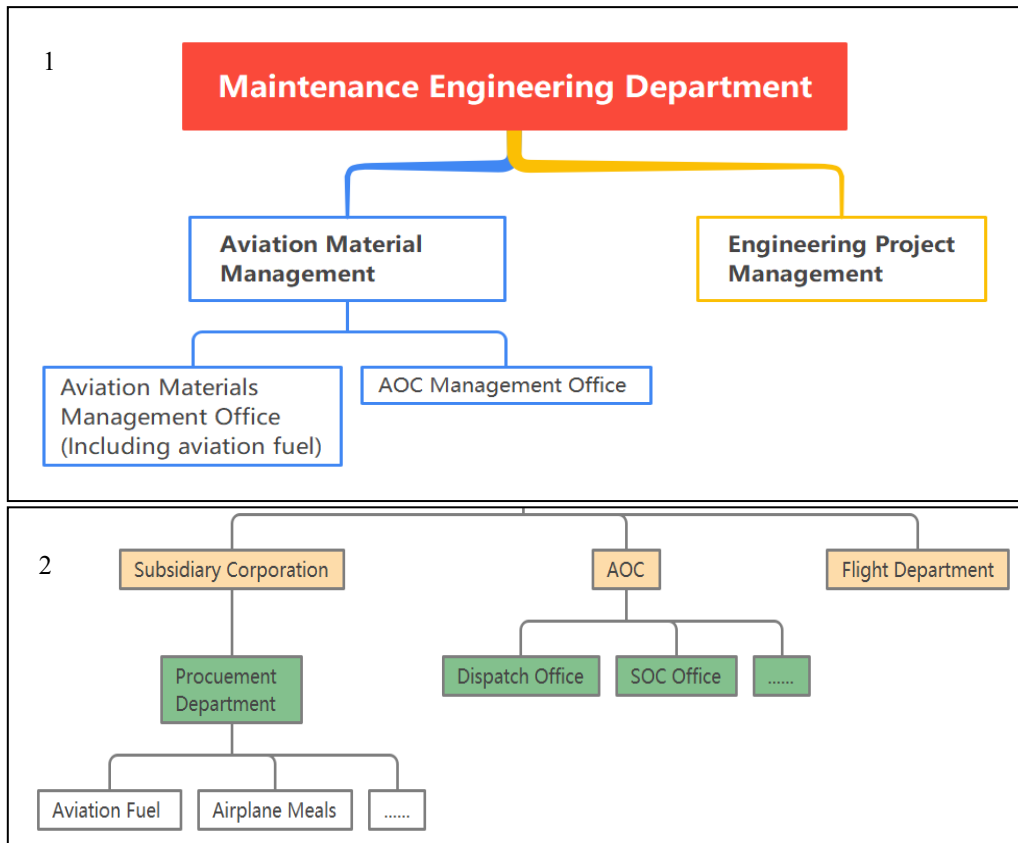 1
Maintenance Engineering Department
Aviation Material
Management
Engineering Project
Management
Aviation Materials
Management Office
(Including aviation fuel)
AOC Management Office
2
Subsidiary Corporation
AOC
Flight Department
Procuement
Department
Dispatch Office
SOC Office
......
Aviation Fuel
Airplane Meals
......